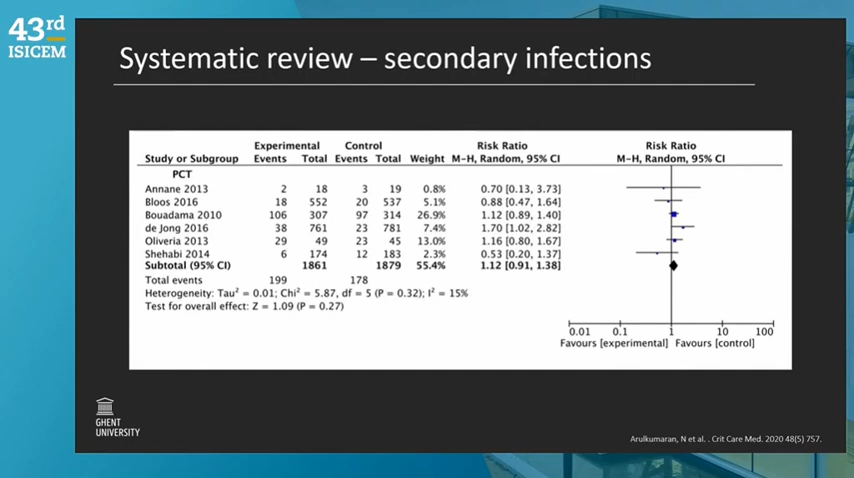 43rd
ISICEM
Systematic review – secondary infections
Experimental Control Risk Ratio Risk Ratio
Study or Subgroup Events Total Events Total Weight M-H, Random, 95% CI M-H, Random, 95% CI
PCT
Annane 2013 2 18 3 19 0.8% 0.70 [0.13, 3.73]
Bloos 2016 18 552 20 537 5.1% 0.88 [0.47, 1.64]
Bouadama 2010 106 307 97 314 26.9% 1.12 [0.89, 1.40]
de Jong 2016 38 761 23 781 7.4% 1.70 [1.02, 2.82]
Oliveria 2013 29 49 23 45 13.0% 1.16 [0.80, 1.67]
Shehabi 2014 6 174 12 183 2.3% 0.53 [0.20, 1.37]
Subtotal (95% CI) 1861 1879 55.4% 1.12 [0.91, 1.38]
Total events 199 178
Heterogeneity: Tau² = 0.01; Chi² = 5.87, df = 5 (P = 0.32); I² = 15%
Test for overall effect: Z = 1.09 (P = 0.27)
0.01 0.1 1 10 100
Favours [experimental] Favours [control]
GHENT
UNIVERSITY
Arulkumaran, N et al. . Crit Care Med. 2020 48(5) 757.